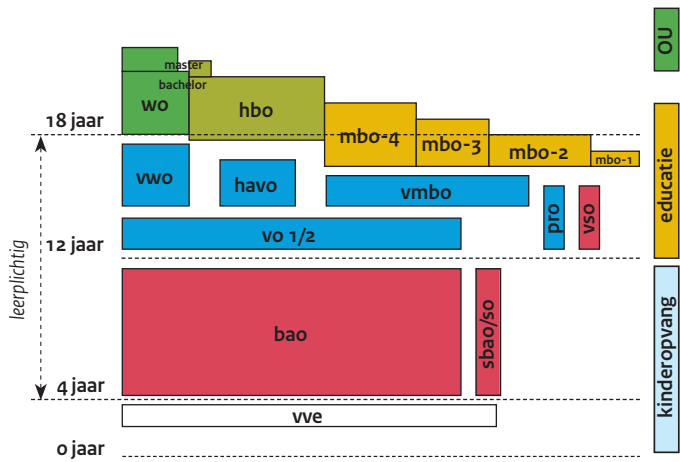 OU
master
bachelor
wo
hbo
18 jaar
mbo-4
mbo-3
mbo-2
mbo-1
educatie
vwo
havo
vmbo
pro
vso
leerplichtig
vo 1/2
12 jaar
bao
sbao/so
kinderopvang
4 jaar
vve
0 jaar